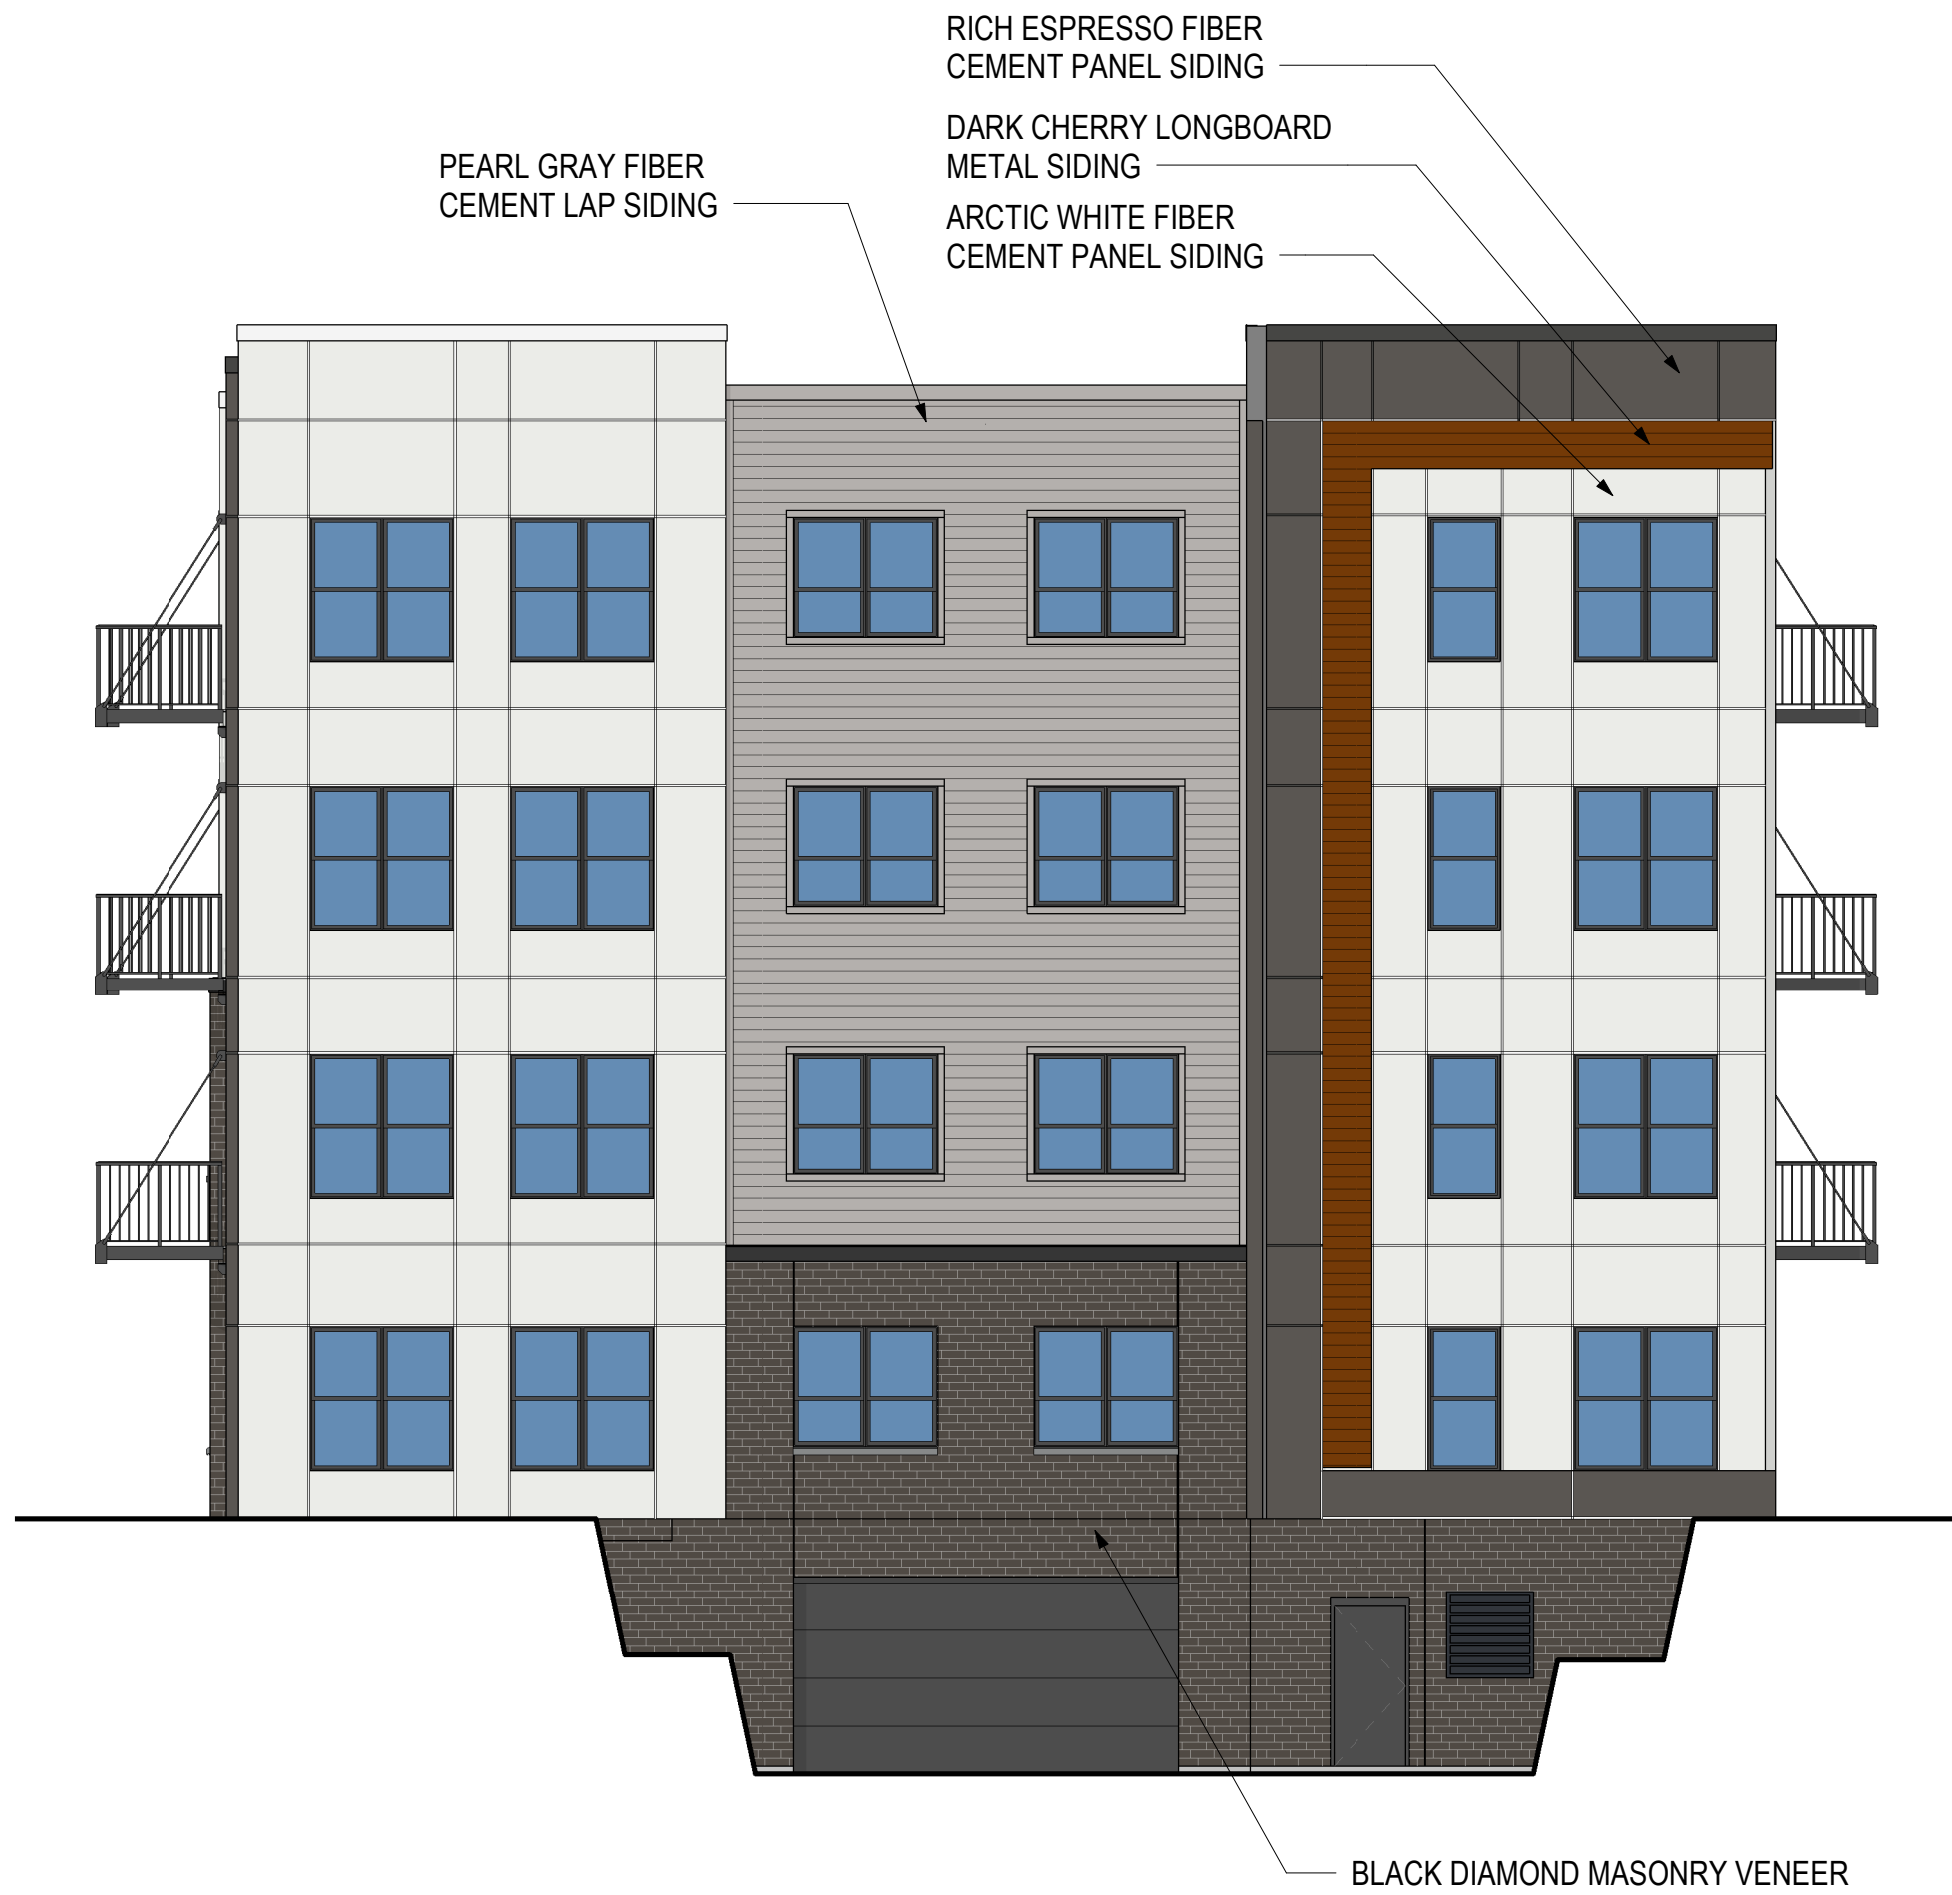 RICH ESPRESSO FIBER
CEMENT PANEL SIDING
DARK CHERRY LONGBOARD
METAL SIDING
PEARL GRAY FIBER
CEMENT LAP SIDING
ARCTIC WHITE FIBER
CEMENT PANEL SIDING
BLACK DIAMOND MASONRY VENEER